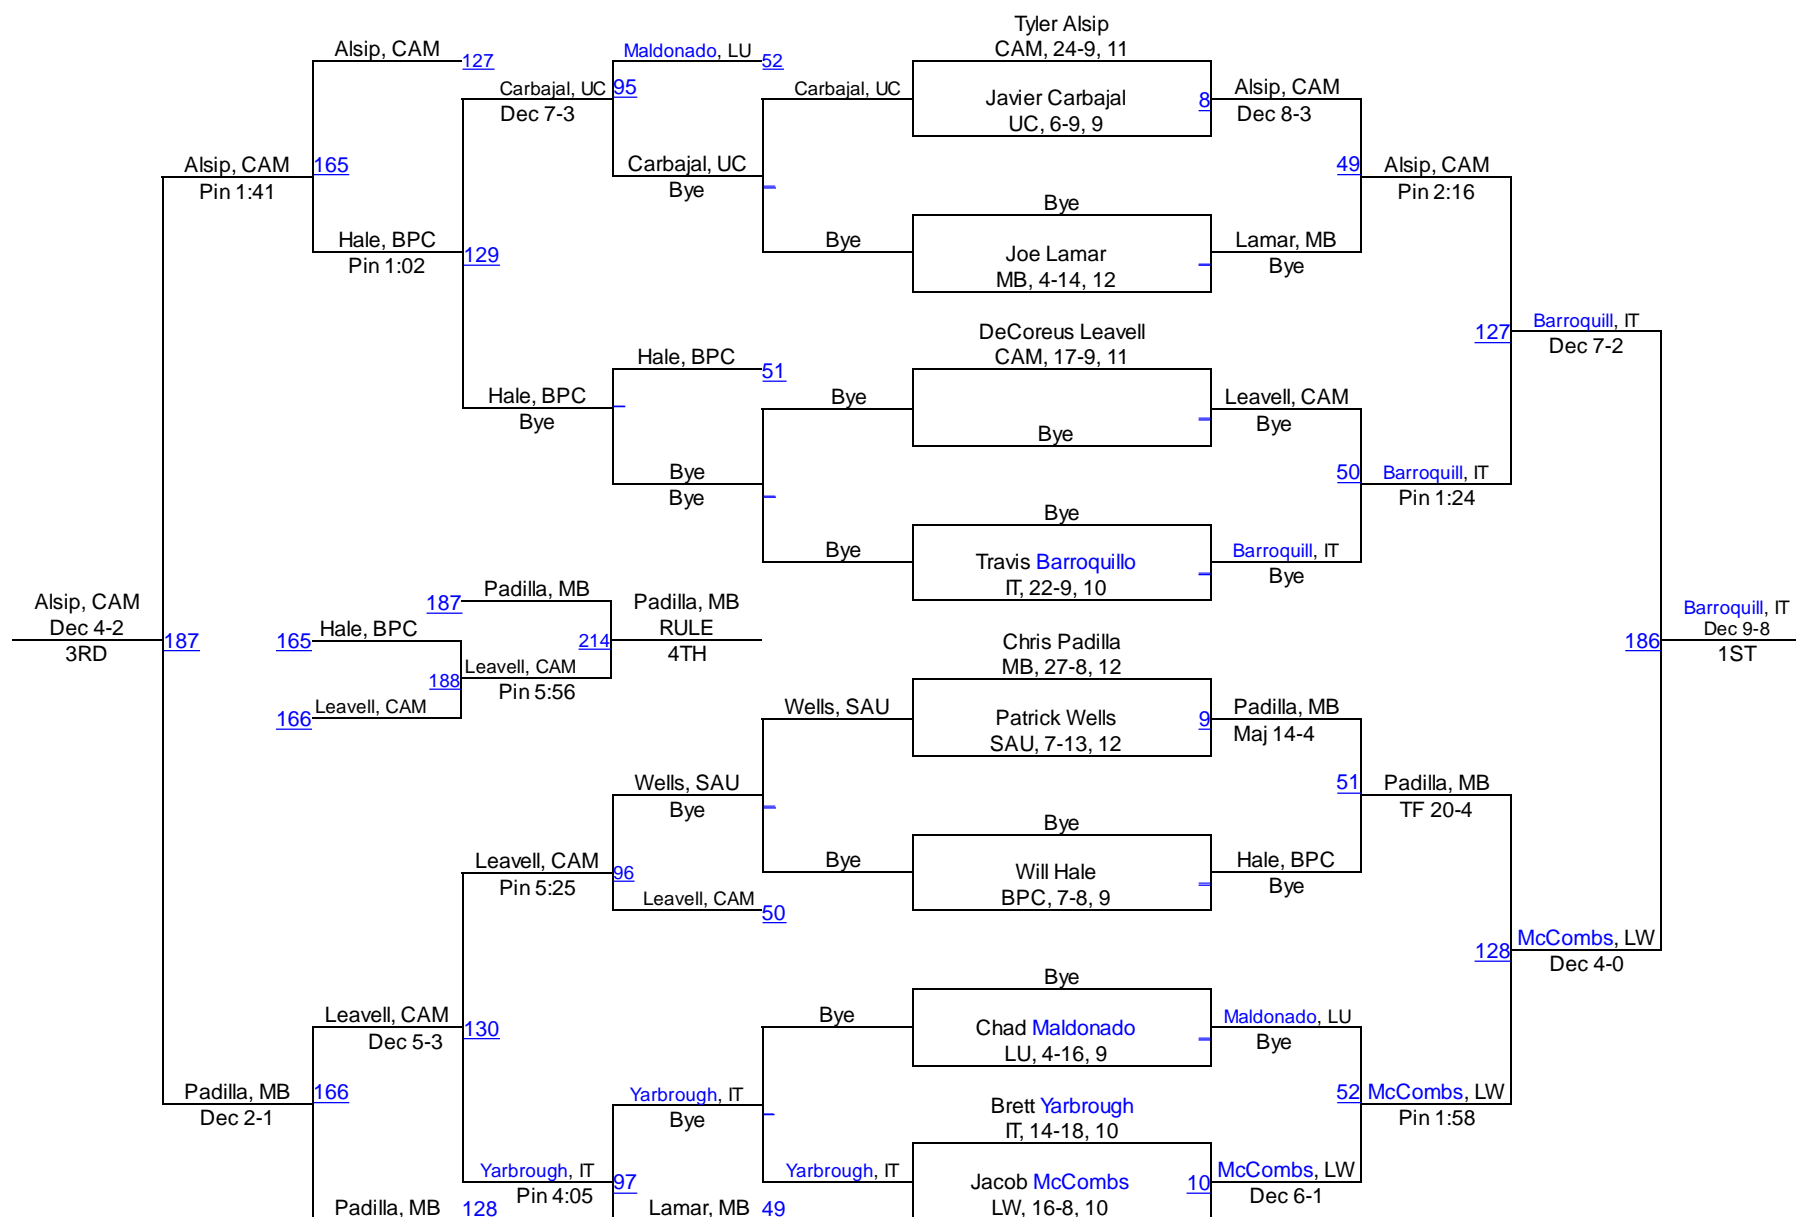 Tyler Alsip
CAM, 24-9, 11
Alsip, CAM 127
Maldonado, LU 52
Carbajal, UC 95
Dec 7-3
Carbajal, UC
Javier Carbajal
UC, 6-9, 9
8
Alsip, CAM
Dec 8-3
Alsip, CAM
Pin 1:41
165
Carbajal, UC
Bye
49
Alsip, CAM
Pin 2:16
Bye
Hale, BPC
Pin 1:02
129
Bye
Joe Lamar
MB, 4-14, 12
Lamar, MB
Bye
DeCoreus Leavell
CAM, 17-9, 11
127
Barroquill, IT
Dec 7-2
Hale, BPC
51
Hale, BPC
Bye
Bye
Leavell, CAM
Bye
Bye
Bye
Bye
50
Barroquill, IT
Pin 1:24
Bye
Bye
Travis Barroquillo
IT, 22-9, 10
Barroquill, IT
Bye
Alsip, CAM
Dec 4-2
3RD
187
187
Padilla, MB
165
Hale, BPC
214
Padilla, MB
RULE
4TH
188
Leavell, CAM
Pin 5:56
166
Leavell, CAM
Chris Padilla
MB, 27-8, 12
186
Barroquill, IT
Dec 9-8
1ST
Wells, SAU
Patrick Wells
SAU, 7-13, 12
9
Padilla, MB
Maj 14-4
Wells, SAU
Bye
51
Padilla, MB
TF 20-4
Bye
Leavell, CAM
Pin 5:25
96
Bye
Will Hale
BPC, 7-8, 9
Hale, BPC
Bye
Leavell, CAM
50
128
McCombs, LW
Dec 4-0
Bye
Leavell, CAM
Dec 5-3
130
Bye
Chad Maldonado
LU, 4-16, 9
Maldonado, LU
Bye
Padilla, MB
Dec 2-1
166
Yarbrough, IT
Bye
Brett Yarbrough
IT, 14-18, 10
52
McCombs, LW
Pin 1:58
Yarbrough, IT
Pin 4:05
97
Yarbrough, IT
Jacob McCombs
LW, 16-8, 10
10
McCombs, LW
Dec 6-1
Padilla, MB 128
Lamar, MB 49